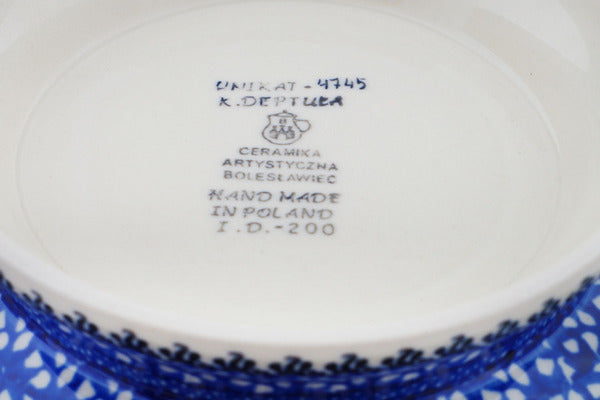 UNIKAT - 4745
K. DEPTUŁA
B
CERAMIKA
ARTYSTYCZNA
BOLESŁAWIEC
HAND MADE
IN POLAND
I.D.-200